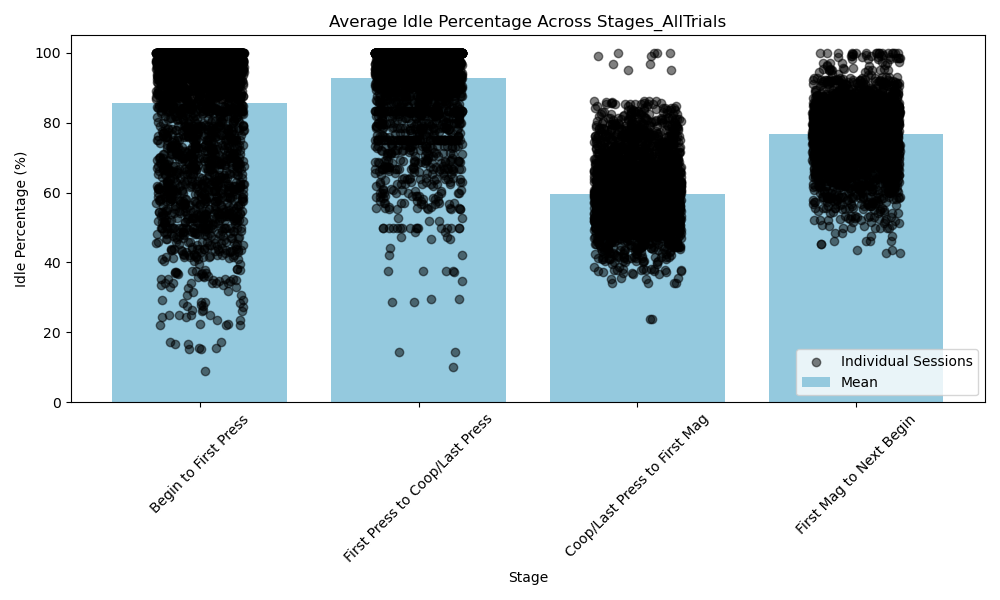 Average Idle Percentage Across Stages_AllTrials
Idle Percentage (%)
100
80
60
40
20
0
Individual Sessions
Mean
Begin to First Press
First Press to Coop/Last Press
Coop/Last Press to First Mag
First Mag to Next Begin
Stage